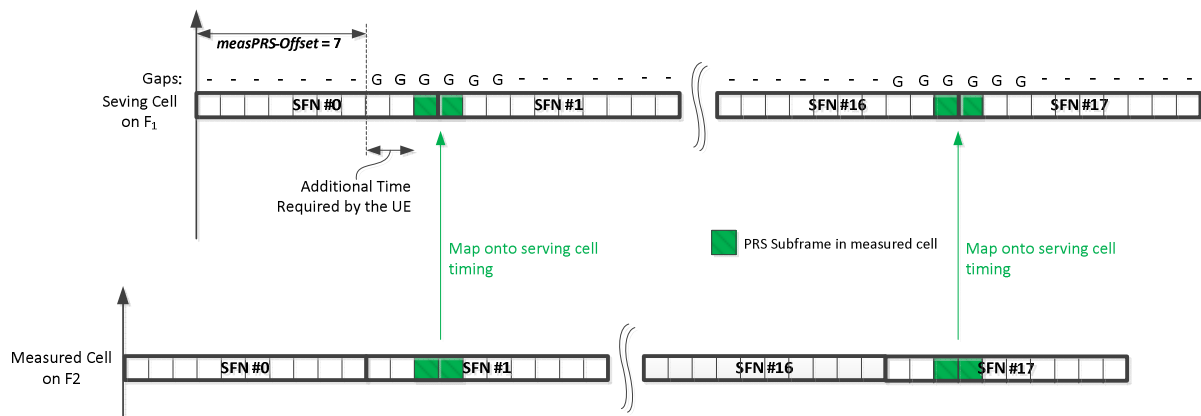 measPRS-Offset = 7
Gaps: - - - - - - - G G G G G G - - - - - - - - - - - - - - G G G G G G - - - - - - -
Seving Cell
on F1
SFN #0
SFN #1
SFN #16
SFN #17
Additional Time
Required by the UE
Map onto serving cell
timing
PRS Subframe in measured cell
Map onto serving cell
timing
Measured Cell
on F2
SFN #0
SFN #1
SFN #16
SFN #17